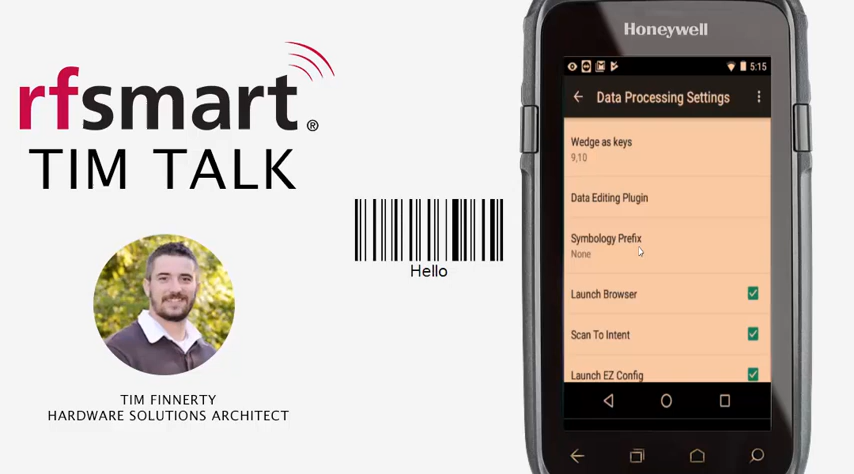 rfsmart®
TIM TALK
TIM FINNERTY
HARDWARE SOLUTIONS ARCHITECT
Hello
Honeywell
5:15
Data Processing Settings
Wedge as keys
9,10
Data Editing Plugin
Symbology Prefix
None
Launch Browser
Scan To Intent
Launch EZ Config